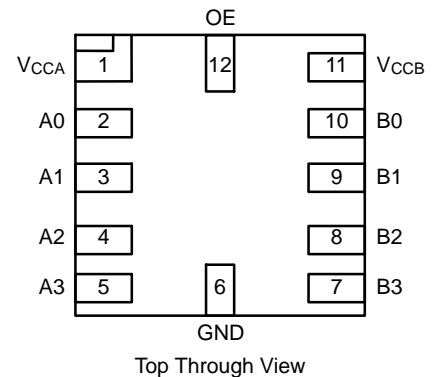 OE
VCCA 1 12 11 VCCB
A0 2 10 B0
A1 3 9 B1
A2 4 8 B2
A3 5 6 7 B3
GND
Top Through View